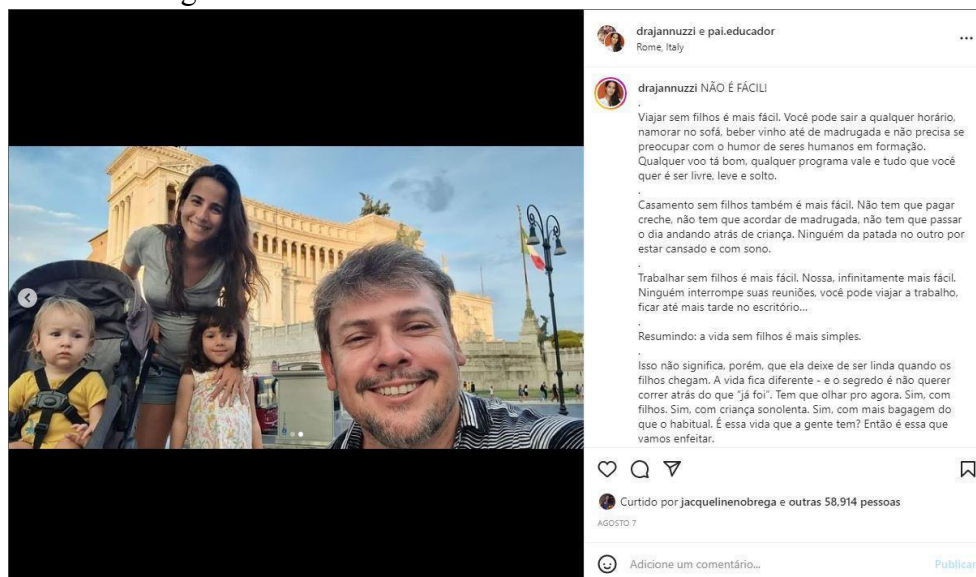 drajannuzzi e pai.educador
Rome, Italy
drajannuzzi NÃO É FÁCIL!
.
Viajar sem filhos é mais fácil. Você pode sair a qualquer horário,
namorar no sofá, beber vinho até de madrugada e não precisa se
preocupar com o humor de seres humanos em formação.
Qualquer voo tá bom, qualquer programa vale e tudo que você
quer é ser livre, leve e solto.
.
Casamento sem filhos também é mais fácil. Não tem que pagar
creche, não tem que acordar de madrugada, não tem que passar
o dia andando atrás de criança. Ninguém da patada no outro por
estar cansado e com sono.
.
Trabalhar sem filhos é mais fácil. Nossa, infinitamente mais fácil.
Ninguém interrompe suas reuniões, você pode viajar a trabalho,
ficar até mais tarde no escritório...
.
Resumindo: a vida sem filhos é mais simples.
.
Isso não significa, porém, que ela deixe de ser linda quando os
filhos chegam. A vida fica diferente - e o segredo é não querer
correr atrás do que "já foi". Tem que olhar pro agora. Sim, com
filhos. Sim, com criança sonolenta. Sim, com mais bagagem do
que o habitual. É essa vida que a gente tem? Então é essa que
vamos enfeitar.
Curtido por jacquelinenobrega e outras 58,914 pessoas
AGOSTO 7
Adicione um comentário...
Publicar